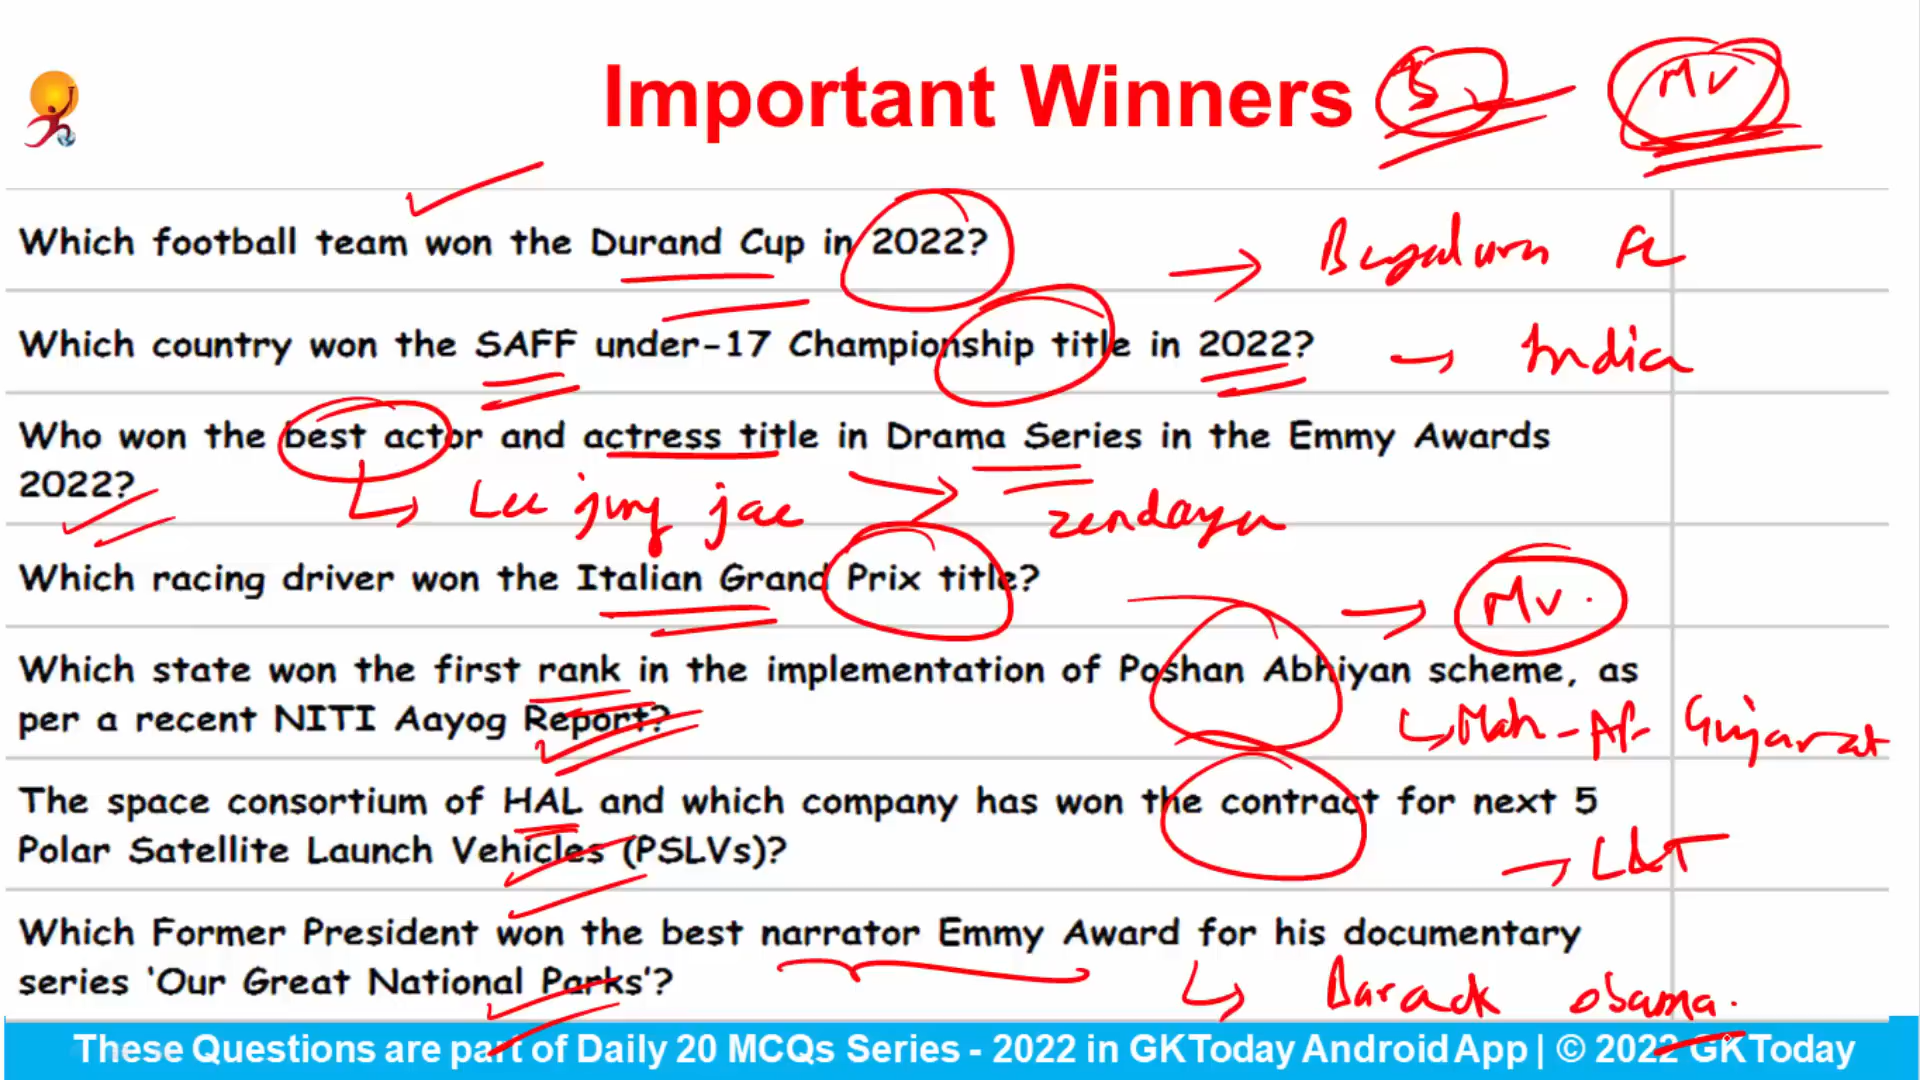 Important Winners
MV
Which football team won the Durand Cup in 2022?
Bengaluru FC
Which country won the SAFF under-17 Championship title in 2022?
India
Who won the best actor and actress title in Drama Series in the Emmy Awards
2022?
Lee jung jae
zendaya
Which racing driver won the Italian Grand Prix title?
MV.
Which state won the first rank in the implementation of Poshan Abhiyan scheme, as
per a recent NITI Aayog Report?
Mah - AP - Gujarat
The space consortium of HAL and which company has won the contract for next 5
Polar Satellite Launch Vehicles (PSLVs)?
L&T
Which Former President won the best narrator Emmy Award for his documentary
series 'Our Great National Parks'?
Barack obama.
These Questions are part of Daily 20 MCQs Series - 2022 in GKToday Android App | © 2022 GKToday